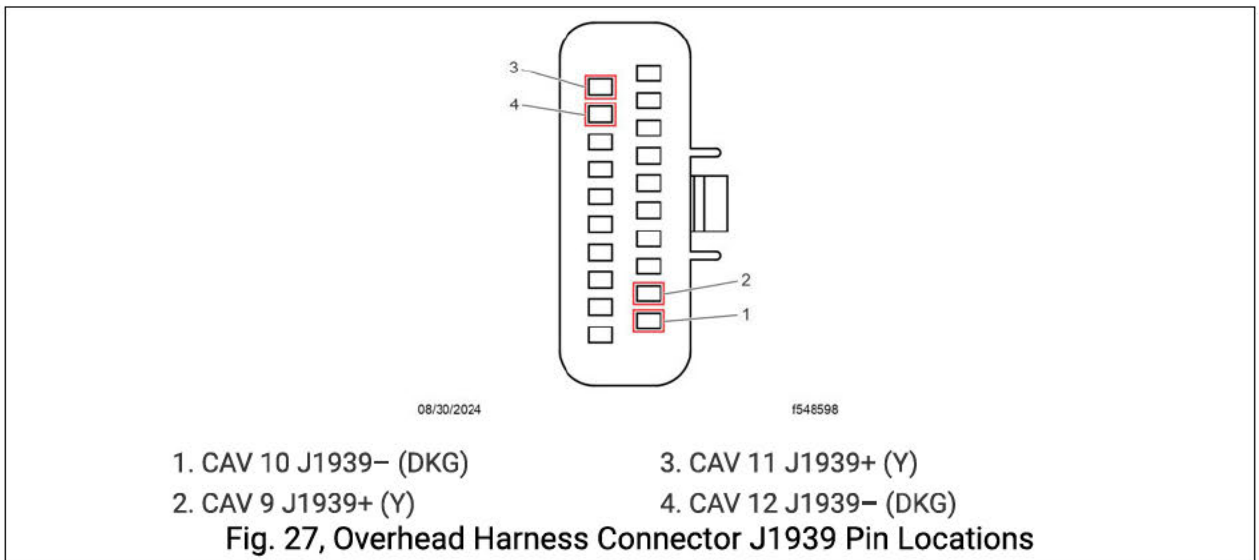 3
4
2
1
08/30/2024 f548598
1. CAV 10 J1939− (DKG) 3. CAV 11 J1939+ (Y)
2. CAV 9 J1939+ (Y) 4. CAV 12 J1939− (DKG)
Fig. 27, Overhead Harness Connector J1939 Pin Locations